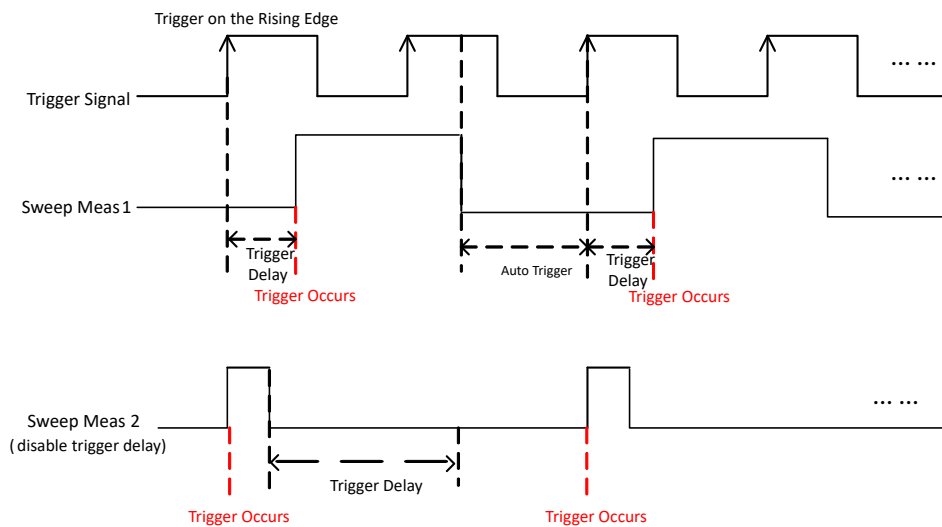 Trigger on the Rising Edge
... ...
Trigger Signal
... ...
Sweep Meas 1
Trigger
Delay
Auto Trigger
Trigger
Delay
Trigger Occurs
Trigger Occurs
... ...
Sweep Meas 2
(disable trigger delay)
Trigger Delay
Trigger Occurs
Trigger Occurs